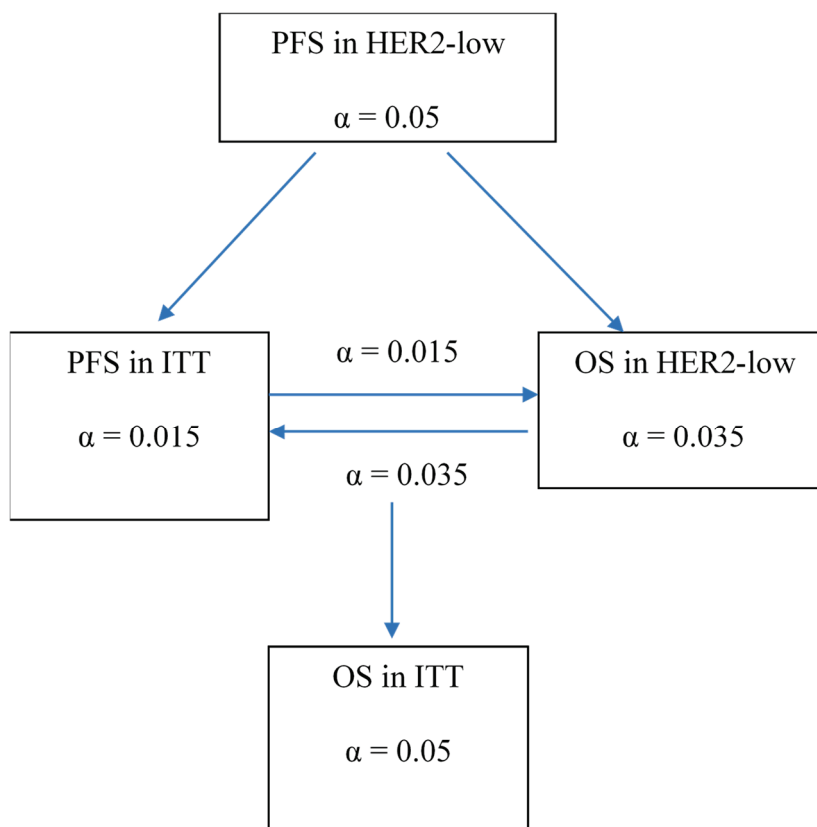 PFS in HER2-low
α = 0.05
PFS in ITT
α = 0.015
α = 0.015
α = 0.035
OS in HER2-low
α = 0.035
OS in ITT
α = 0.05